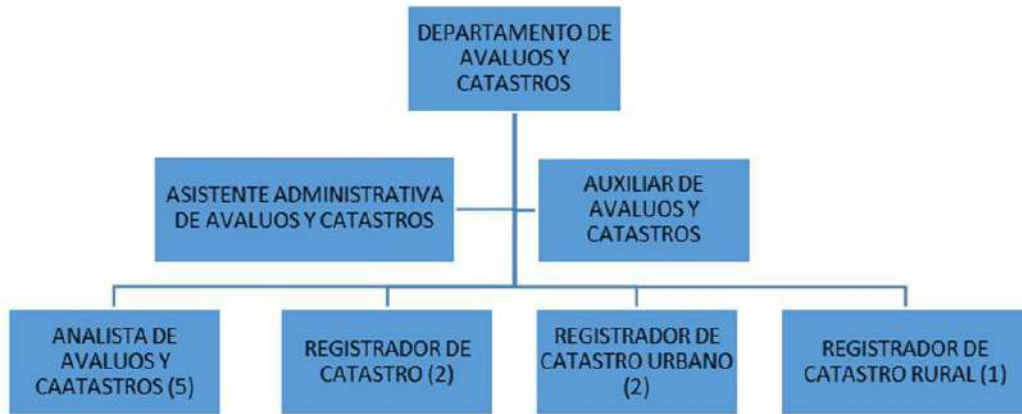 DEPARTAMENTO DE
AVALUOS Y
CATASTROS
ASISTENTE ADMINISTRATIVA
DE AVALUOS Y CATASTROS
AUXILIAR DE
AVALUOS Y
CATASTROS
ANALISTA DE
AVALUOS Y
CAATASTROS (5)
REGISTRADOR DE
CATASTRO (2)
REGISTRADOR DE
CATASTRO URBANO
(2)
REGISTRADOR DE
CATASTRO RURAL (1)